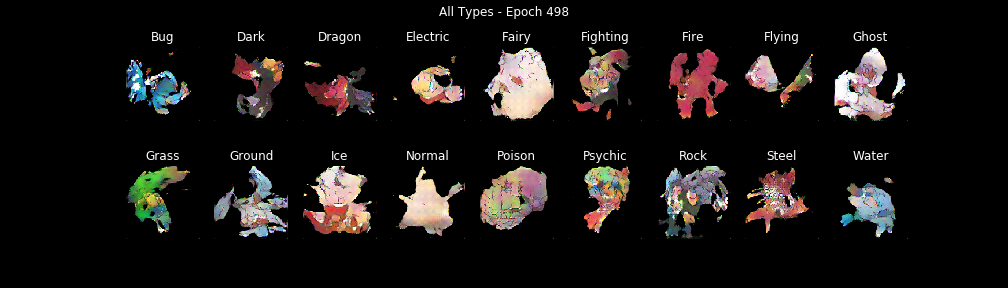 All Types - Epoch 498
Bug Dark Dragon Electric Fairy Fighting Fire Flying Ghost
Grass Ground Ice Normal Poison Psychic Rock Steel Water